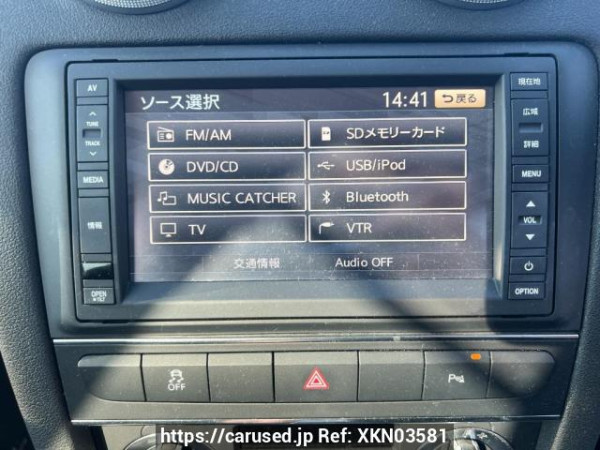 AV
TUNE
TRACK
MEDIA
情報
OPEN
ソース選択
14:41
戻る
FM/AM
SDメモリーカード
DVD/CD
USB/iPod
MUSIC CATCHER
Bluetooth
TV
VTR
交通情報
Audio OFF
現在地
広域
詳細
MENU
VOL
OPTION
OFF
P
https://carused.jp Ref: XKN03581